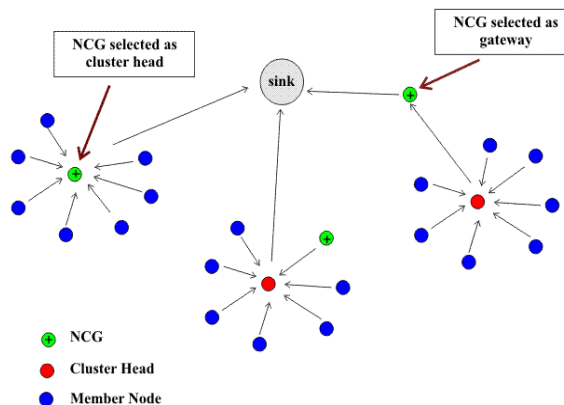 NCG selected as
cluster head
NCG selected as
gateway
sink
NCG
Cluster Head
Member Node